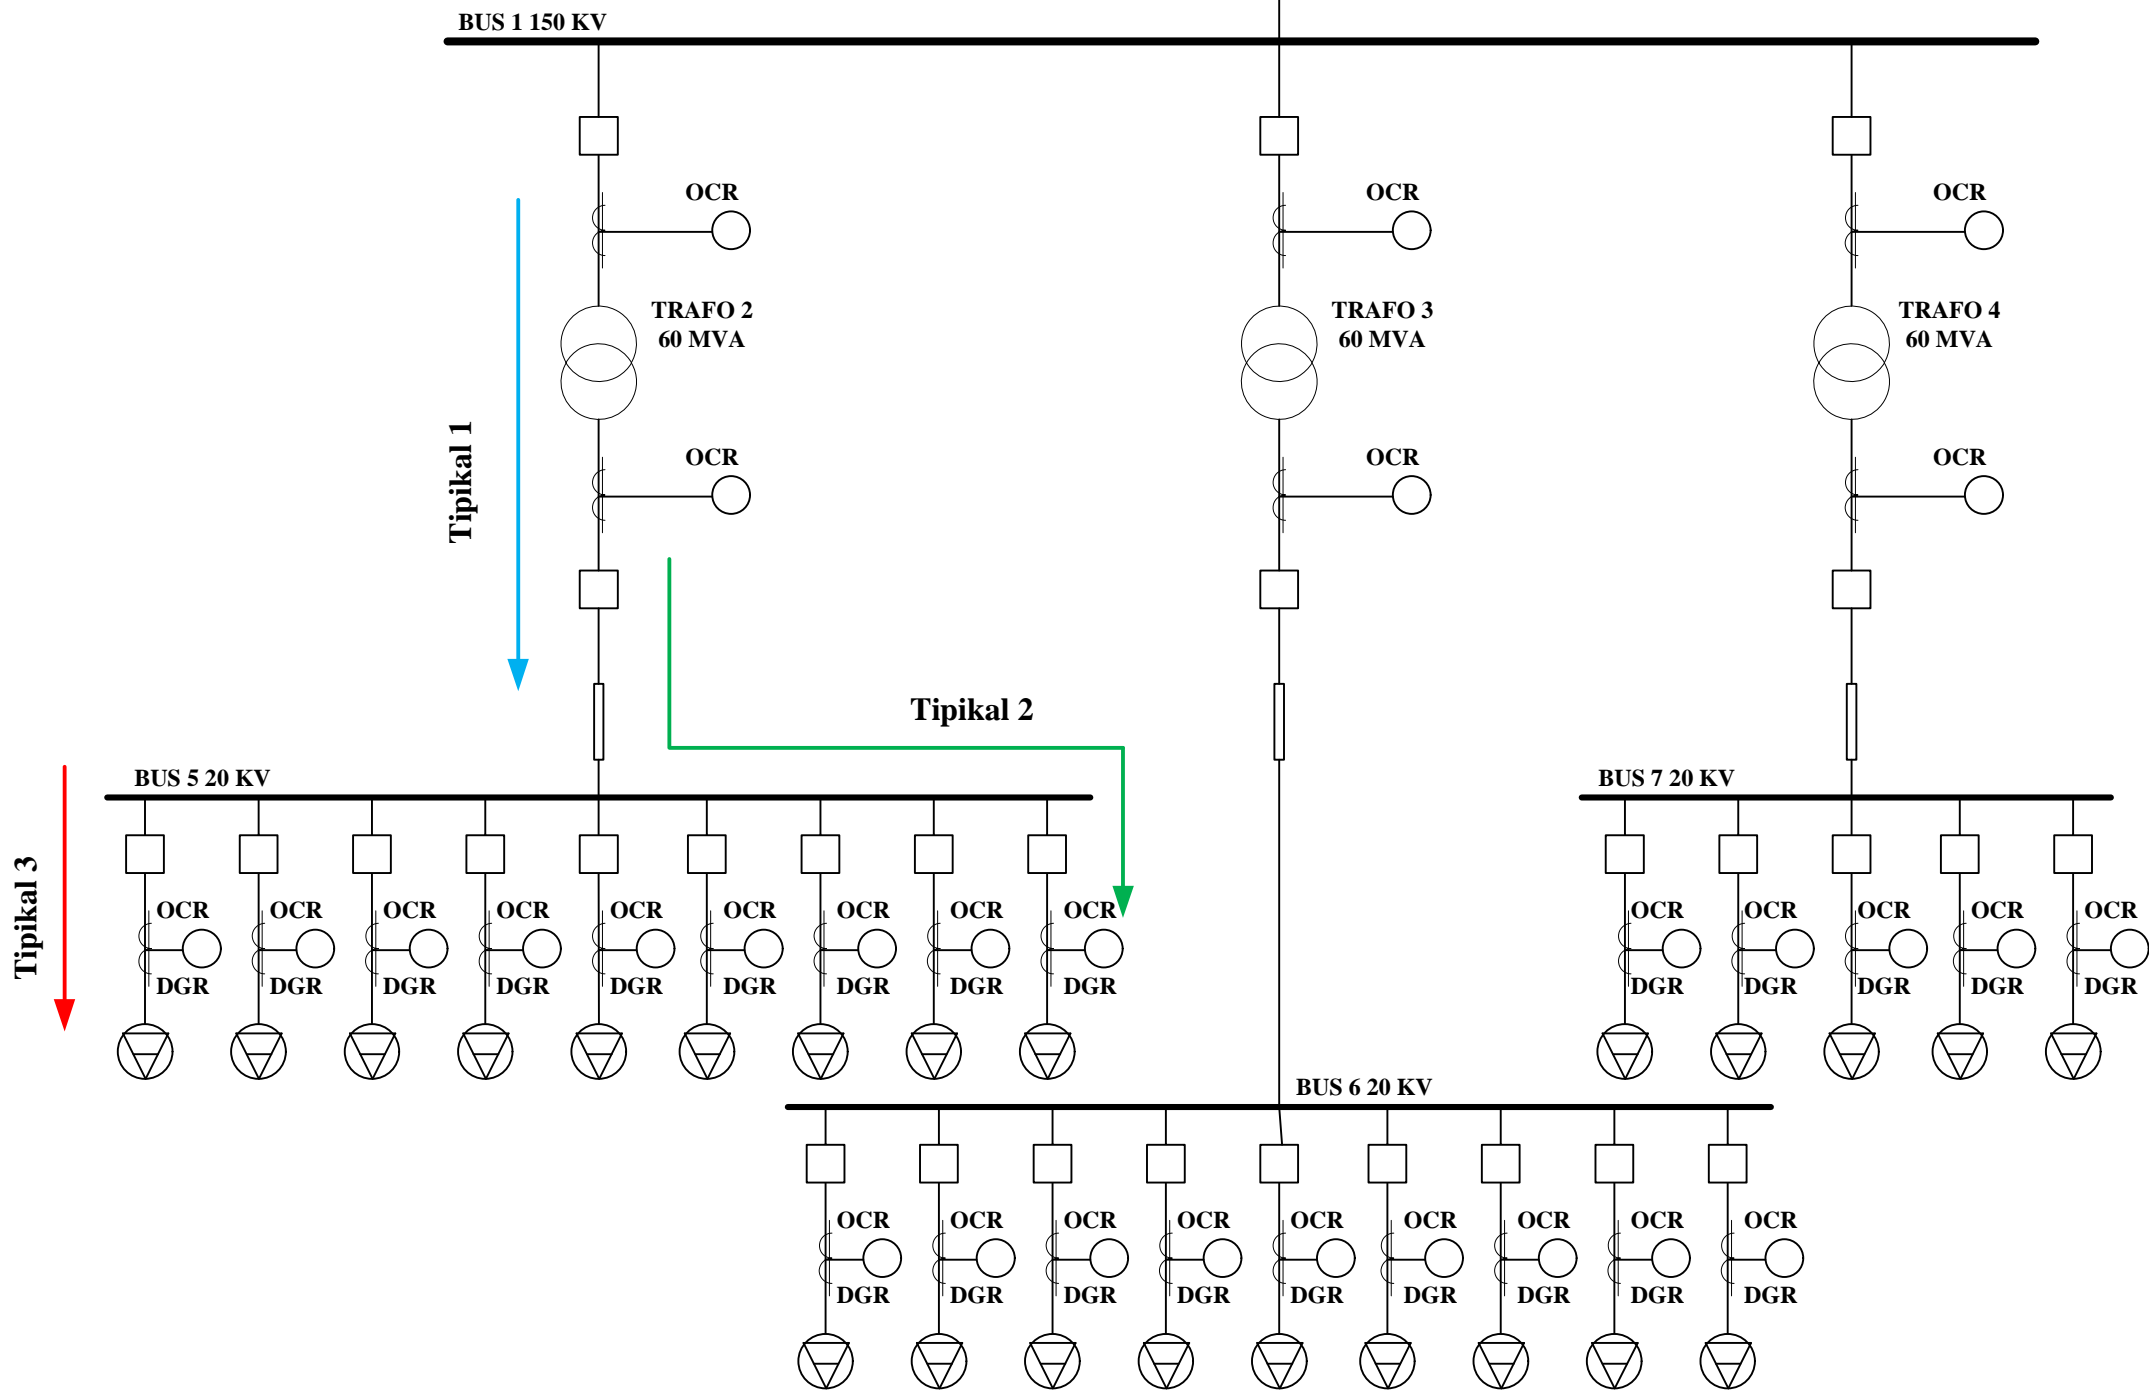 BUS 1 150 KV
OCR
OCR
OCR
TRAFO 2
60 MVA
TRAFO 3
60 MVA
TRAFO 4
60 MVA
Tipikal 1
OCR
OCR
OCR
Tipikal 2
BUS 5 20 KV
BUS 7 20 KV
Tipikal 3
OCR
OCR
OCR
OCR
OCR
OCR
OCR
OCR
OCR
OCR
OCR
OCR
OCR
OCR
DGR
DGR
DGR
DGR
DGR
DGR
DGR
DGR
DGR
DGR
DGR
DGR
DGR
DGR
BUS 6 20 KV
OCR
OCR
OCR
OCR
OCR
OCR
OCR
OCR
OCR
DGR
DGR
DGR
DGR
DGR
DGR
DGR
DGR
DGR